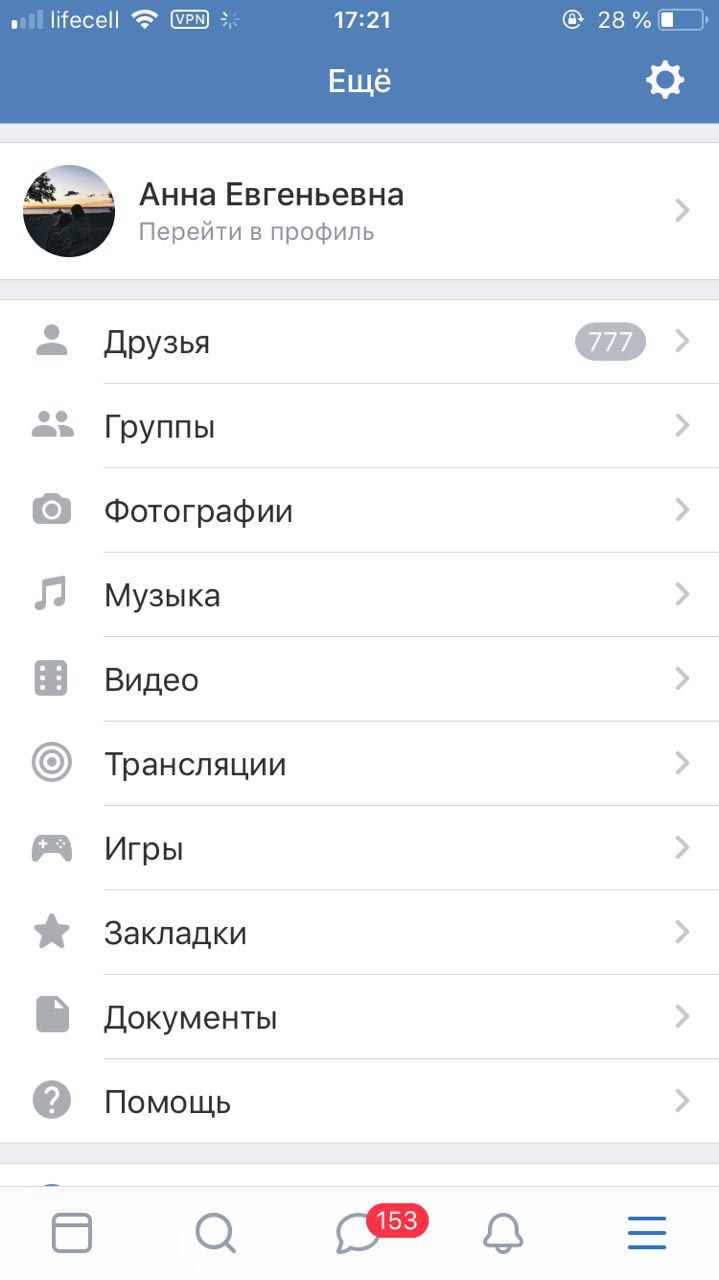 lifecell VPN 17:21 28 %
Ещё
Анна Евгеньевна
Перейти в профиль
Друзья 777
Группы
Фотографии
Музыка
Видео
Трансляции
Игры
Закладки
Документы
Помощь
153